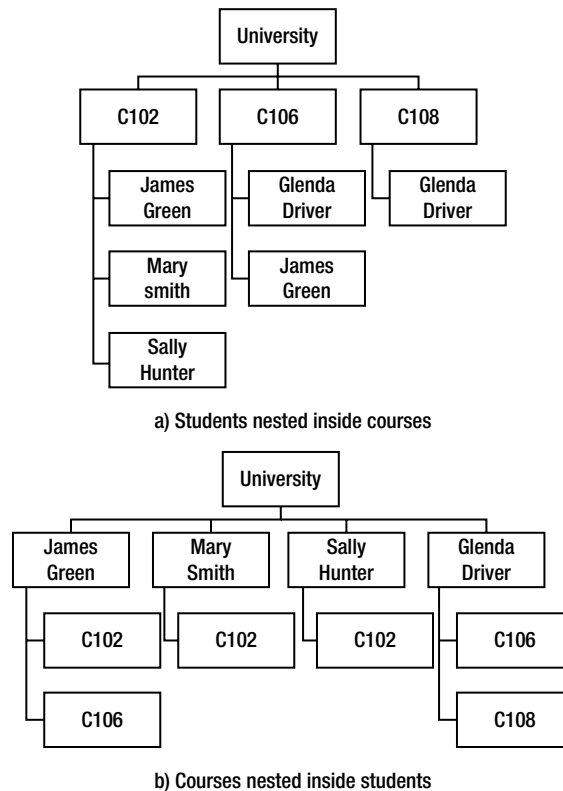 University
C102
C106
C108
James
Green
Glenda
Driver
Glenda
Driver
Mary
smith
James
Green
Sally
Hunter
a) Students nested inside courses
University
James
Green
Mary
Smith
Sally
Hunter
Glenda
Driver
C102
C102
C102
C106
C106
C108
b) Courses nested inside students